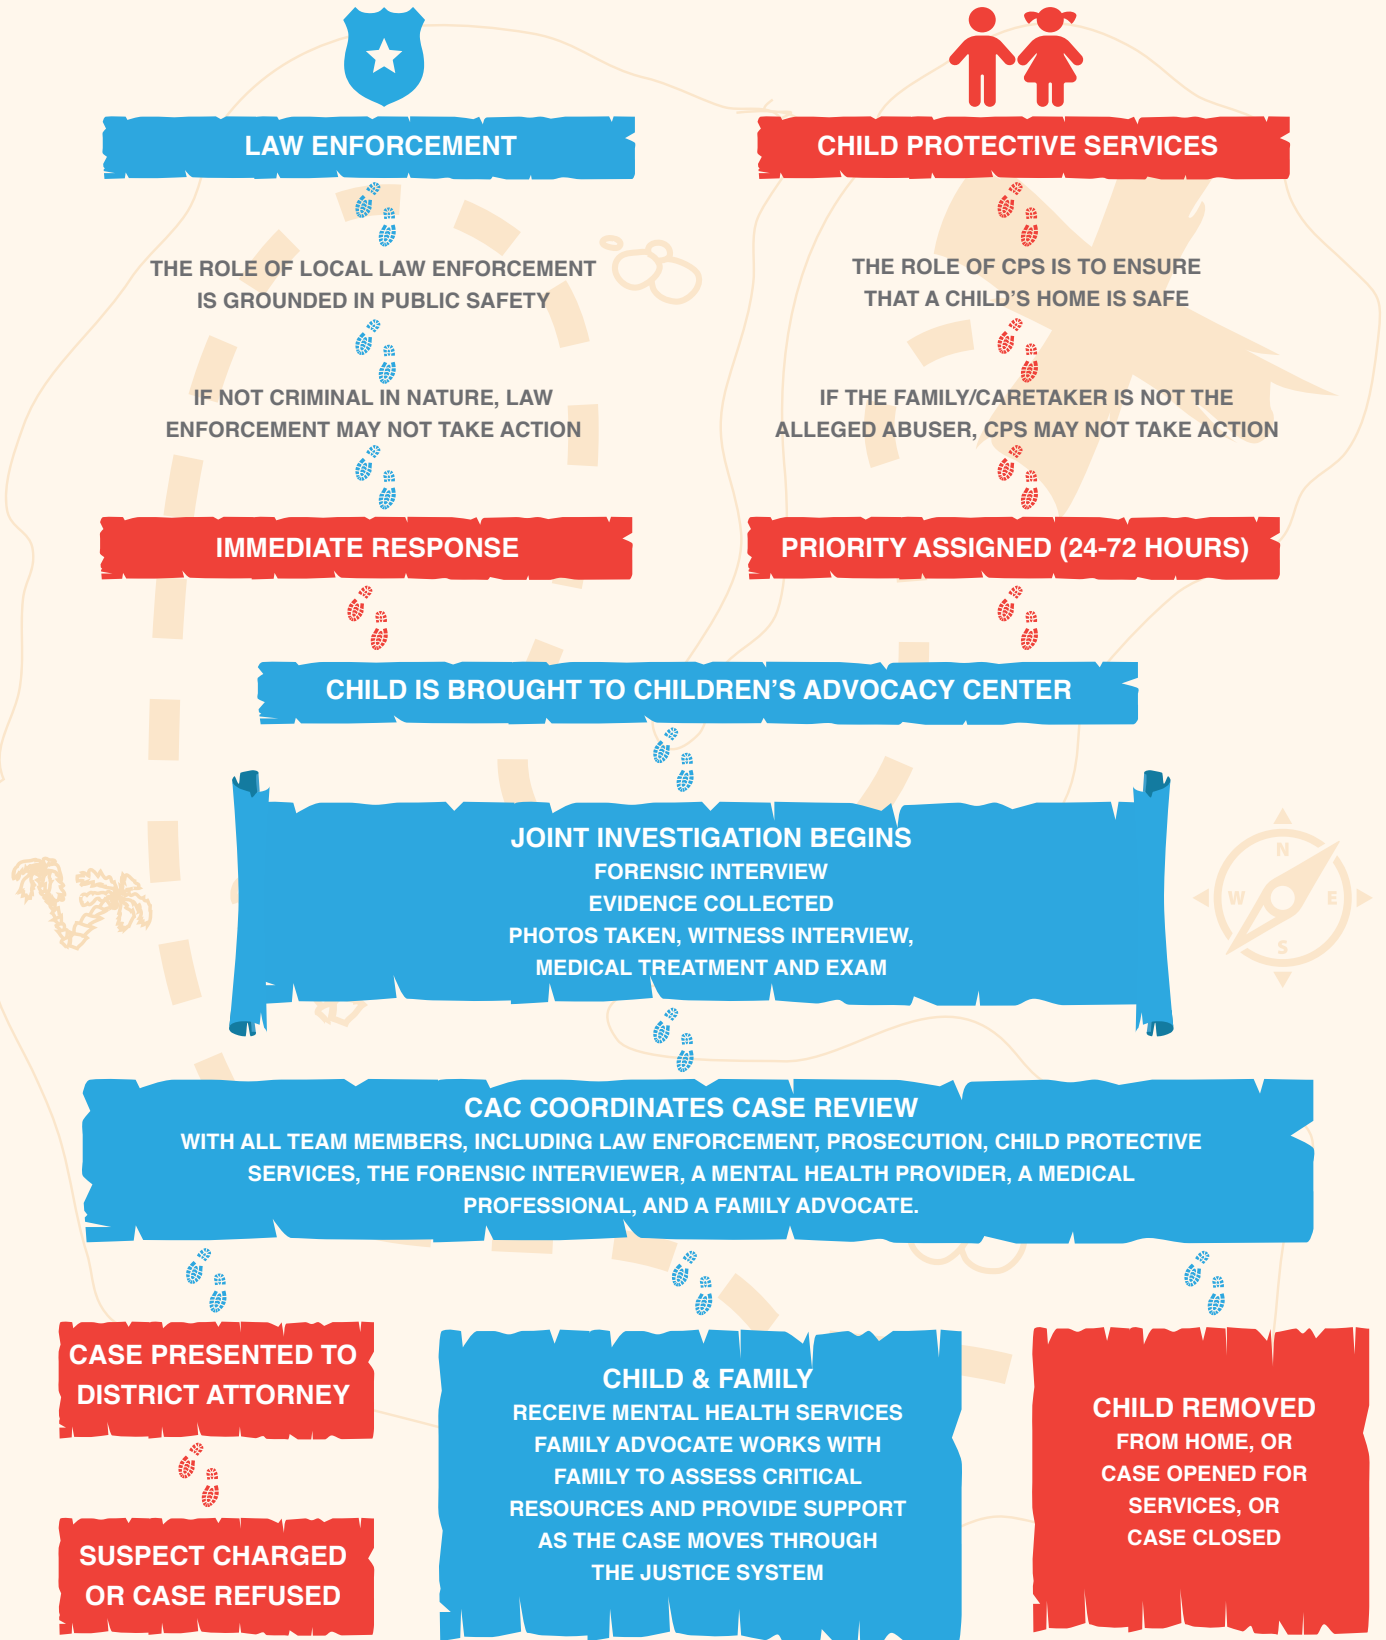 LAW ENFORCEMENT
THE ROLE OF LOCAL LAW ENFORCEMENT
IS GROUNDED IN PUBLIC SAFETY
IF NOT CRIMINAL IN NATURE, LAW
ENFORCEMENT MAY NOT TAKE ACTION
IMMEDIATE RESPONSE
CHILD PROTECTIVE SERVICES
THE ROLE OF CPS IS TO ENSURE
THAT A CHILD’S HOME IS SAFE
IF THE FAMILY/CARETAKER IS NOT THE
ALLEGED ABUSER, CPS MAY NOT TAKE ACTION
PRIORITY ASSIGNED (24-72 HOURS)
CHILD IS BROUGHT TO CHILDREN’S ADVOCACY CENTER
JOINT INVESTIGATION BEGINS
FORENSIC INTERVIEW
EVIDENCE COLLECTED
PHOTOS TAKEN, WITNESS INTERVIEW,
MEDICAL TREATMENT AND EXAM
N
W
E
S
CAC COORDINATES CASE REVIEW
WITH ALL TEAM MEMBERS, INCLUDING LAW ENFORCEMENT, PROSECUTION, CHILD PROTECTIVE
SERVICES, THE FORENSIC INTERVIEWER, A MENTAL HEALTH PROVIDER, A MEDICAL
PROFESSIONAL, AND A FAMILY ADVOCATE.
CASE PRESENTED TO
DISTRICT ATTORNEY
SUSPECT CHARGED
OR CASE REFUSED
CHILD & FAMILY
RECEIVE MENTAL HEALTH SERVICES
FAMILY ADVOCATE WORKS WITH
FAMILY TO ASSESS CRITICAL
RESOURCES AND PROVIDE SUPPORT
AS THE CASE MOVES THROUGH
THE JUSTICE SYSTEM
CHILD REMOVED
FROM HOME, OR
CASE OPENED FOR
SERVICES, OR
CASE CLOSED